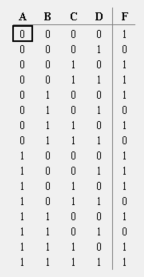 A B C D F
0 0 0 0 1
0 0 0 1 0
0 0 1 0 1
0 0 1 1 1
0 1 0 0 1
0 1 0 1 0
0 1 1 0 1
0 1 1 1 0
1 0 0 0 1
1 0 0 1 1
1 0 1 0 1
1 0 1 1 0
1 1 0 0 1
1 1 0 1 0
1 1 1 0 1
1 1 1 1 1